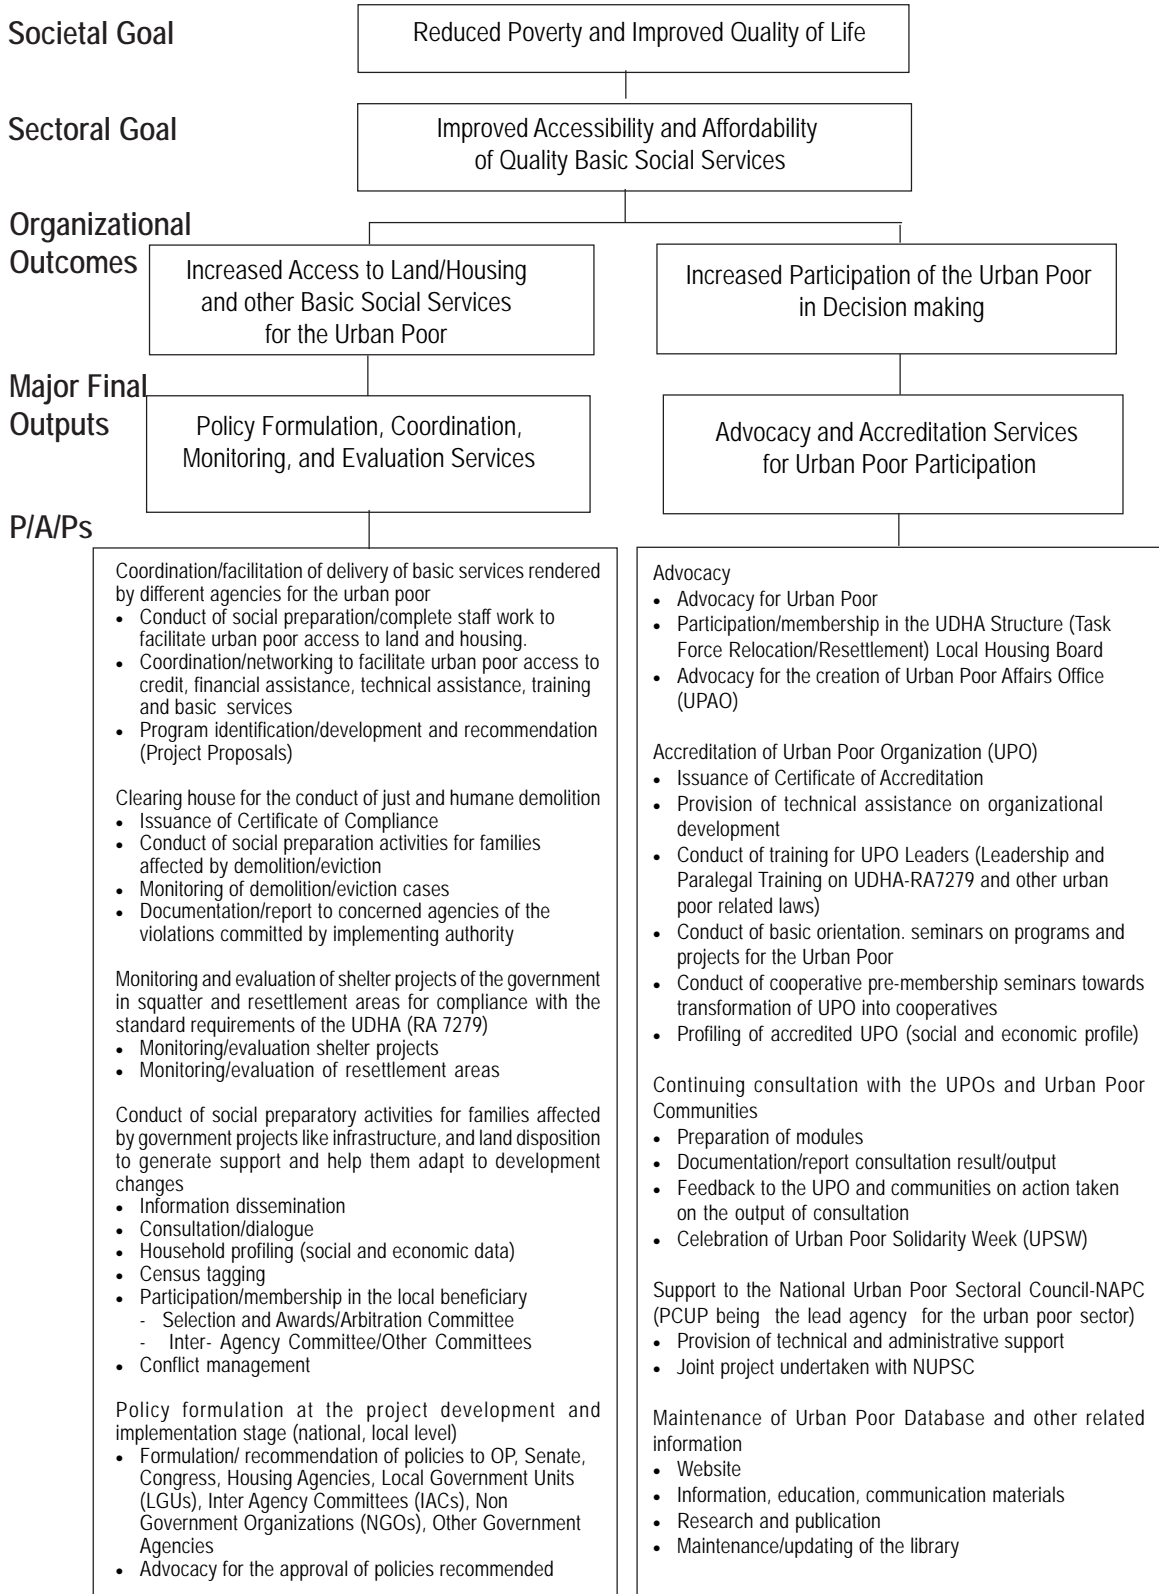 Societal Goal
Reduced Poverty and Improved Quality of Life
Sectoral Goal
Improved Accessibility and Affordability
of Quality Basic Social Services
Organizational
Outcomes
Increased Access to Land/Housing
and other Basic Social Services
for the Urban Poor
Increased Participation of the Urban Poor
in Decision making
Major Final
Outputs
Policy Formulation, Coordination,
Monitoring, and Evaluation Services
Advocacy and Accreditation Services
for Urban Poor Participation
P/A/Ps
Coordination/facilitation of delivery of basic services rendered
by different agencies for the urban poor
• Conduct of social preparation/complete staff work to
facilitate urban poor access to land and housing.
• Coordination/networking to facilitate urban poor access to
credit, financial assistance, technical assistance, training
and basic services
• Program identification/development and recommendation
(Project Proposals)
Clearing house for the conduct of just and humane demolition
• Issuance of Certificate of Compliance
• Conduct of social preparation activities for families
affected by demolition/eviction
• Monitoring of demolition/eviction cases
• Documentation/report to concerned agencies of the
violations committed by implementing authority
Monitoring and evaluation of shelter projects of the government
in squatter and resettlement areas for compliance with the
standard requirements of the UDHA (RA 7279)
• Monitoring/evaluation shelter projects
• Monitoring/evaluation of resettlement areas
Conduct of social preparatory activities for families affected
by government projects like infrastructure, and land disposition
to generate support and help them adapt to development
changes
• Information dissemination
• Consultation/dialogue
• Household profiling (social and economic data)
• Census tagging
• Participation/membership in the local beneficiary
- Selection and Awards/Arbitration Committee
- Inter- Agency Committee/Other Committees
• Conflict management
Policy formulation at the project development and
implementation stage (national, local level)
• Formulation/ recommendation of policies to OP, Senate,
Congress, Housing Agencies, Local Government Units
(LGUs), Inter Agency Committees (IACs), Non
Government Organizations (NGOs), Other Government
Agencies
• Advocacy for the approval of policies recommended
Advocacy
• Advocacy for Urban Poor
• Participation/membership in the UDHA Structure (Task
Force Relocation/Resettlement) Local Housing Board
• Advocacy for the creation of Urban Poor Affairs Office
(UPAO)
Accreditation of Urban Poor Organization (UPO)
• Issuance of Certificate of Accreditation
• Provision of technical assistance on organizational
development
• Conduct of training for UPO Leaders (Leadership and
Paralegal Training on UDHA-RA7279 and other urban
poor related laws)
• Conduct of basic orientation. seminars on programs and
projects for the Urban Poor
• Conduct of cooperative pre-membership seminars towards
transformation of UPO into cooperatives
• Profiling of accredited UPO (social and economic profile)
Continuing consultation with the UPOs and Urban Poor
Communities
• Preparation of modules
• Documentation/report consultation result/output
• Feedback to the UPO and communities on action taken
on the output of consultation
• Celebration of Urban Poor Solidarity Week (UPSW)
Support to the National Urban Poor Sectoral Council-NAPC
(PCUP being the lead agency for the urban poor sector)
• Provision of technical and administrative support
• Joint project undertaken with NUPSC
Maintenance of Urban Poor Database and other related
information
• Website
• Information, education, communication materials
• Research and publication
• Maintenance/updating of the library